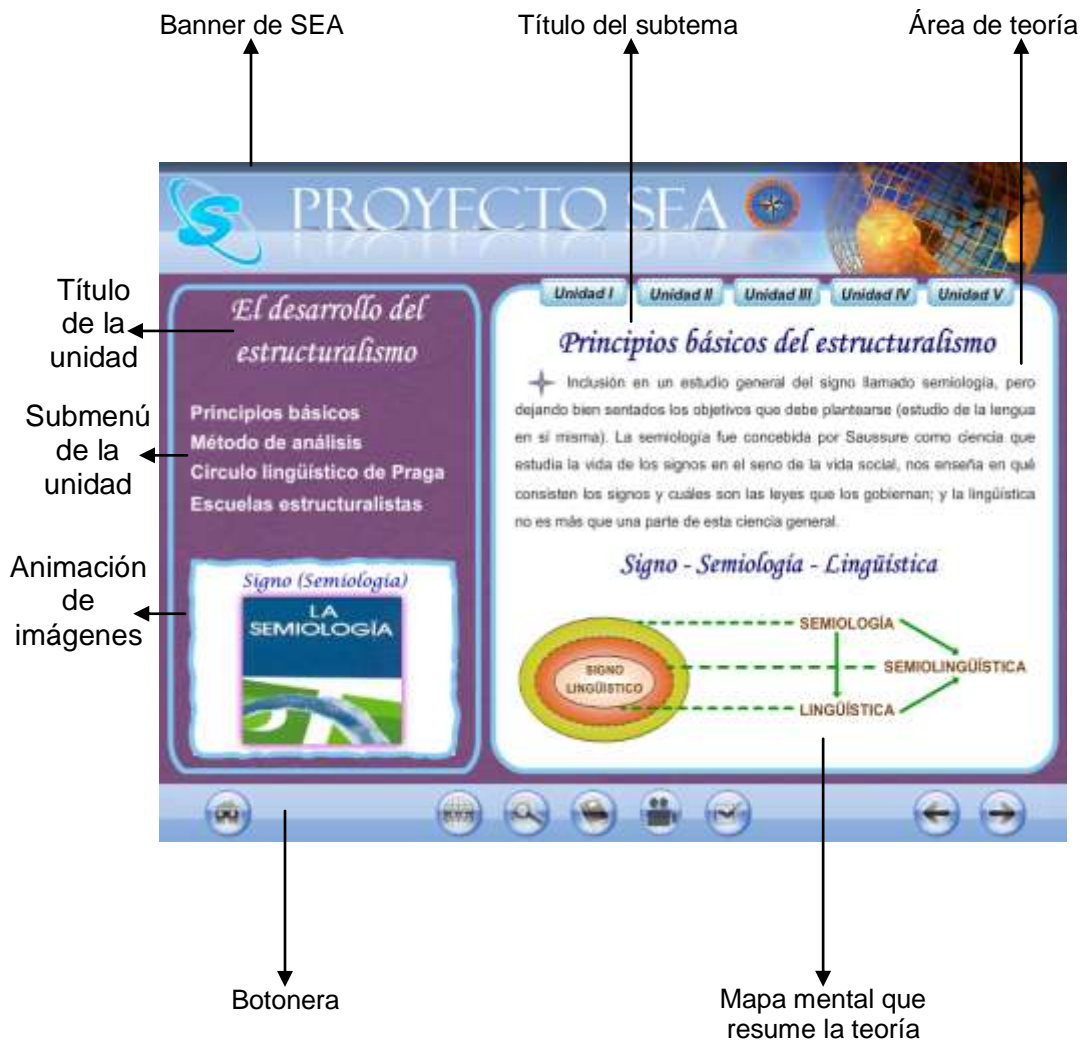 Banner de SEA
Título del subtema
Área de teoría
PROYECTO SEA
Título
de la
unidad
El desarrollo del
estructuralismo
Submenú
de la
unidad
Principios básicos
Método de análisis
Circulo lingüístico de Praga
Escuelas estructuralistas
Animación
de
imágenes
Signo (Semiología)
LA
SEMIOLOGÍA
Unidad I
Unidad II
Unidad III
Unidad IV
Unidad V
Principios básicos del estructuralismo
Inclusión en un estudio general del signo llamado semiología, pero
dejando bien sentados los objetivos que debe plantearse (estudio de la lengua
en sí misma). La semiología fue concebida por Saussure como ciencia que
estudia la vida de los signos en el seno de la vida social, nos enseña en qué
consisten los signos y cuáles son las leyes que los gobiernan; y la lingüística
no es más que una parte de esta ciencia general.
Signo - Semiología - Lingüística
SIGNO
LINGÜISTICO
SEMIOLOGÍA
SEMIOLINGÜÍSTICA
LINGÜÍSTICA
Botonera
Mapa mental que
resume la teoría